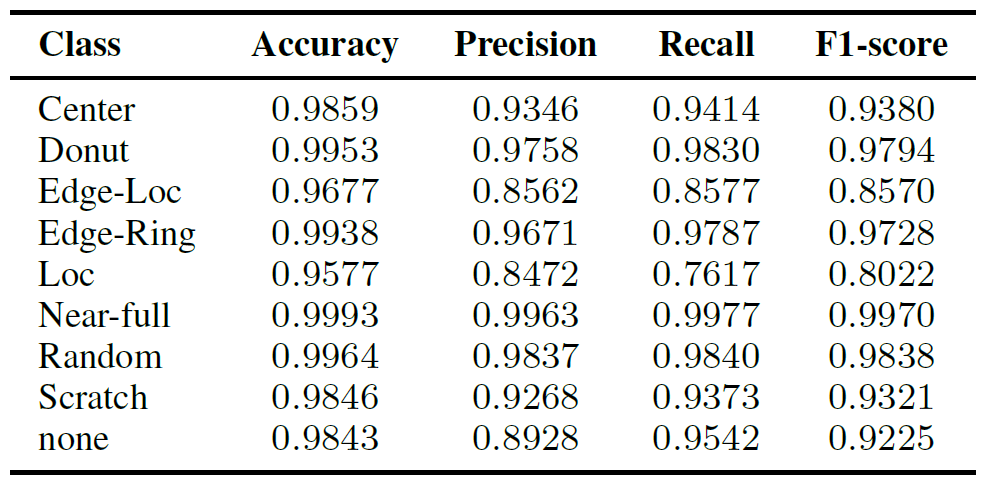 Class Accuracy Precision Recall F1-score
Center 0.9859 0.9346 0.9414 0.9380
Donut 0.9953 0.9758 0.9830 0.9794
Edge-Loc 0.9677 0.8562 0.8577 0.8570
Edge-Ring 0.9938 0.9671 0.9787 0.9728
Loc 0.9577 0.8472 0.7617 0.8022
Near-full 0.9993 0.9963 0.9977 0.9970
Random 0.9964 0.9837 0.9840 0.9838
Scratch 0.9846 0.9268 0.9373 0.9321
none 0.9843 0.8928 0.9542 0.9225